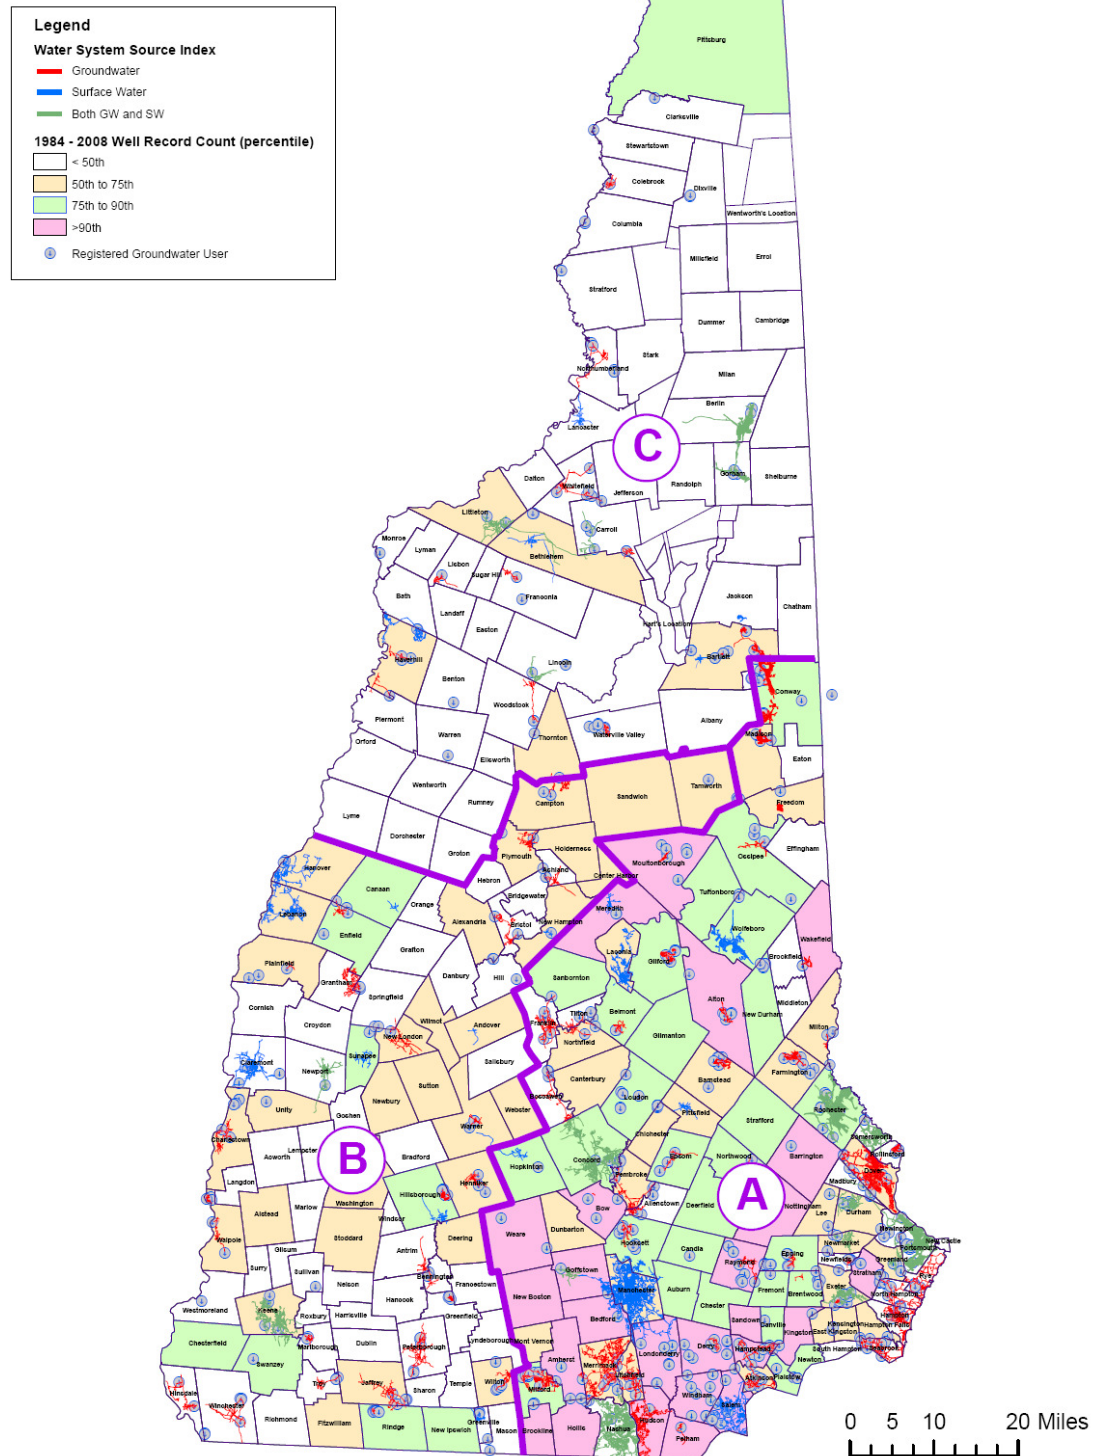 Legend
Water System Source Index
Groundwater
Surface Water
Both GW and SW
1984 - 2008 Well Record Count (percentile)
< 50th
50th to 75th
75th to 90th
>90th
Registered Groundwater User
Pittsburg
Clarksville
Stewartstown
Colebrook
Dixville
Wentworth's Location
Columbia
Millsfield
Errol
Stratford
Dummer
Cambridge
Stark
Northumberland
Milan
Berlin
Lancaster
C
Dalton
Whitefield
Jefferson
Randolph
Gorham
Shelburne
Littleton
Carroll
Monroe
Lyman
Bethlehem
Lisbon
Sugar Hill
Franconia
Bath
Landaff
Easton
Hart's Location
Jackson
Chatham
Haverhill
Bartlett
Lincoln
Benton
Conway
Woodstock
Piermont
Warren
Thornton
Waterville Valley
Albany
Madison
Orford
Ellsworth
Eaton
Wentworth
Rumney
Campton
Sandwich
Tamworth
Freedom
Lyme
Dorchester
Groton
Plymouth
Holderness
Moultonborough
Ossipee
Effingham
Hanover
Ashland
Center Harbor
Canaan
Hebron
Bridgewater
Tuftonboro
Orange
Alexandria
Meredith
Lebanon
Bristol
New Hampton
Wolfeboro
Enfield
Grafton
Laconia
Wakefield
Plainfield
Gilford
Brookfield
Grantham
Springfield
Danbury
Hill
Sanbornton
Cornish
Alton
Middleton
New Durham
Croydon
Wilmot
Andover
Franklin
Tilton
Belmont
Milton
New London
Northfield
Gilmanton
Sunapee
Salisbury
Claremont
Newport
Canterbury
Barnstead
Farmington
Sutton
Newbury
Boscawen
Loudon
Unity
Goshen
Webster
Pittsfield
Rochester
Strafford
Charlestown
Warner
Chichester
Somersworth
Acworth
Lempster
B
Bradford
Hopkinton
Concord
Epsom
Northwood
Barrington
Rollinsford
Dover
Langdon
Washington
Hillsborough
Henniker
Pembroke
A
Madbury
Marlow
Windsor
Allenstown
Deerfield
Nottingham
Lee
Durham
Alstead
Bow
Walpole
Stoddard
Deering
Weare
Dunbarton
Newington
New Castle
Portsmouth
Gilsum
Antrim
Hooksett
Candia
Epping
Newmarket
Surry
Sullivan
Bennington
Goffstown
Raymond
Newfields
Greenland
Stratham
Nelson
Francestown
Manchester
Auburn
Fremont
Brentwood
Exeter
Rye
Westmoreland
Keene
Roxbury
Harrisville
Hancock
Greenfield
New Boston
Chester
North Hampton
Bedford
Sandown
Danville
Kensington
Hampton
Hampton Falls
Chesterfield
Marlborough
Dublin
Peterborough
Lyndeborough
Mont Vernon
Kingston
East Kingston
Swanzey
Amherst
Merrimack
Londonderry
Derry
Hampstead
South Hampton
Seabrook
Newton
Hinsdale
Troy
Jaffrey
Sharon
Temple
Wilton
Milford
Litchfield
Windham
Atkinson
Plaistow
Winchester
Richmond
Fitzwilliam
Rindge
New Ipswich
Greenville
Mason
Brookline
Hollis
Nashua
Hudson
Pelham
Salem
0 5 10 20 Miles